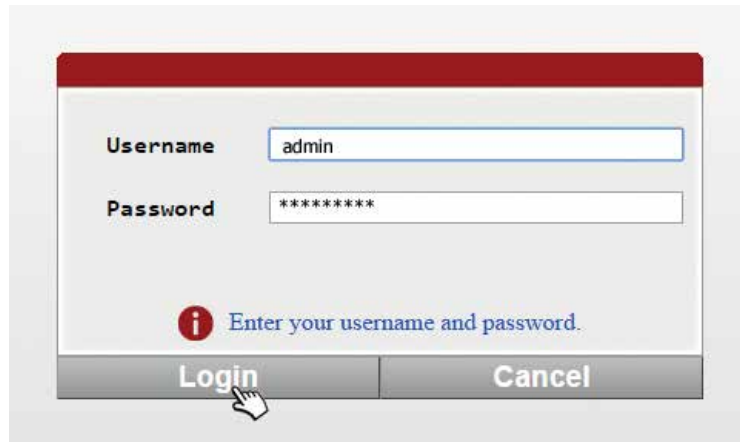 Username admin
Password *********
i Enter your username and password.
Login Cancel